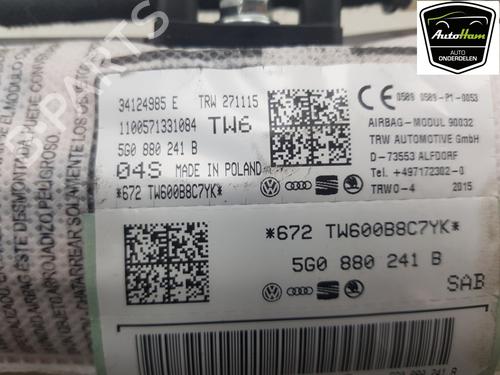 AutoHam
AUTO
ONDERDELEN
B-PARTS
34124985 E TRW 271115
1100571331084 TW6
5G0 880 241 B
04S MADE IN POLAND
*672 TW600B8C7YK*
CE 0589 0589-P1-0053
AIRBAG-MODUL 90032
TRW AUTOMOTIVE GmbH
D-73553 ALFDORF
Tel. +497172302-0
TRWO-4 2015
*672 TW600B8C7YK*
5G0 880 241 B
SAB